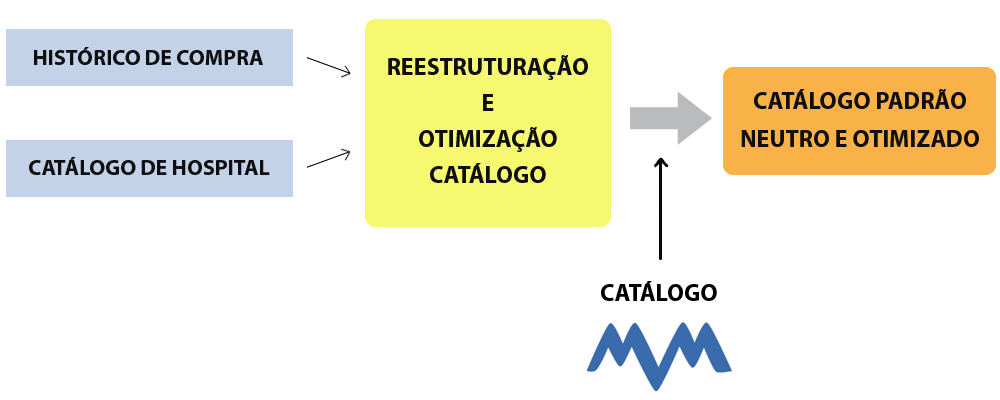 HISTÓRICO DE COMPRA
CATÁLOGO DE HOSPITAL
REESTRUTURAÇÃO
E
OTIMIZAÇÃO
CATÁLOGO
CATÁLOGO PADRÃO
NEUTRO E OTIMIZADO
CATÁLOGO